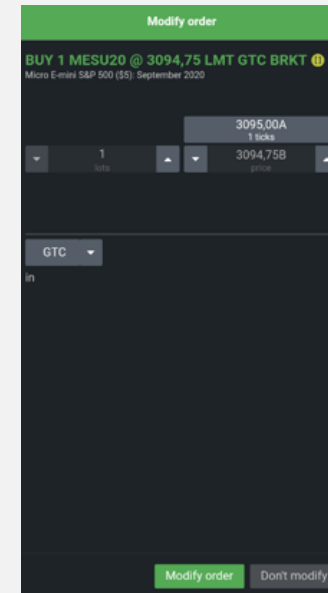 Modify order
BUY 1 MESU20 @ 3094,75 LMT GTC BRKT
Micro E-mini S&P 500 ($5): September 2020
3095,00A
1 ticks
1
lots
3094,75B
price
GTC
in
Modify order
Don't modify